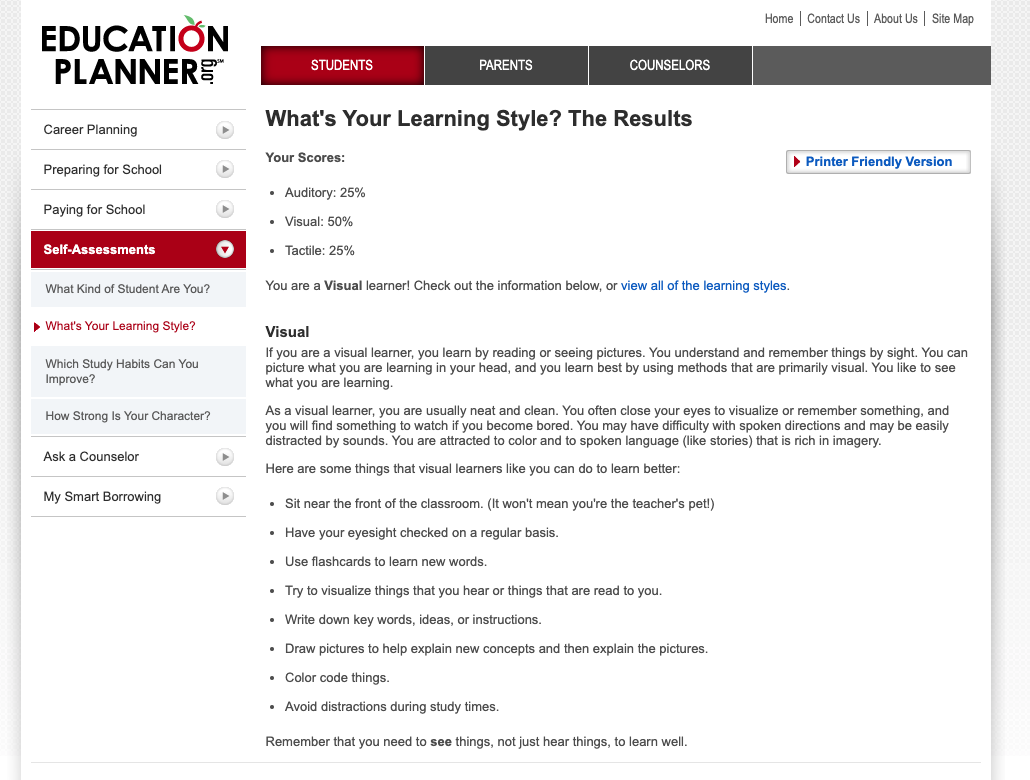 Home | Contact Us | About Us | Site Map
EDUCATION
PLANNER.org℠
STUDENTS
PARENTS
COUNSELORS
Career Planning
Preparing for School
Paying for School
Self-Assessments
What Kind of Student Are You?
What's Your Learning Style?
Which Study Habits Can You
Improve?
How Strong Is Your Character?
Ask a Counselor
My Smart Borrowing
What's Your Learning Style? The Results
Your Scores:
Printer Friendly Version
• Auditory: 25%
• Visual: 50%
• Tactile: 25%
You are a Visual learner! Check out the information below, or view all of the learning styles.
Visual
If you are a visual learner, you learn by reading or seeing pictures. You understand and remember things by sight. You can
picture what you are learning in your head, and you learn best by using methods that are primarily visual. You like to see
what you are learning.
As a visual learner, you are usually neat and clean. You often close your eyes to visualize or remember something, and
you will find something to watch if you become bored. You may have difficulty with spoken directions and may be easily
distracted by sounds. You are attracted to color and to spoken language (like stories) that is rich in imagery.
Here are some things that visual learners like you can do to learn better:
• Sit near the front of the classroom. (It won't mean you're the teacher's pet!)
• Have your eyesight checked on a regular basis.
• Use flashcards to learn new words.
• Try to visualize things that you hear or things that are read to you.
• Write down key words, ideas, or instructions.
• Draw pictures to help explain new concepts and then explain the pictures.
• Color code things.
• Avoid distractions during study times.
Remember that you need to see things, not just hear things, to learn well.